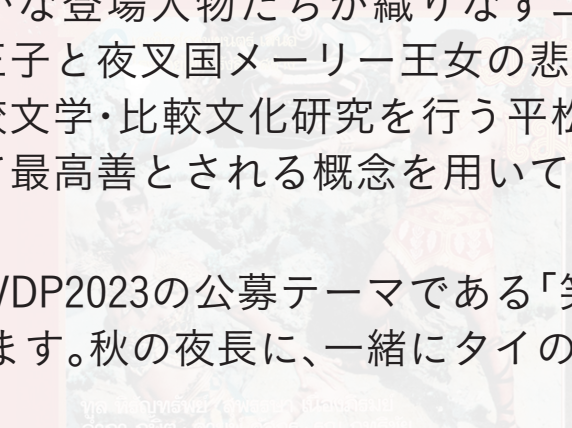 な登場人物たちが織りなす
王子と夜叉国メーリー王女の悲
文学・比較文化研究を行う平松
最高善とされる概念を用いて
VDP2023の公募テーマである「笑
ます。秋の夜長に、一緒にタイの